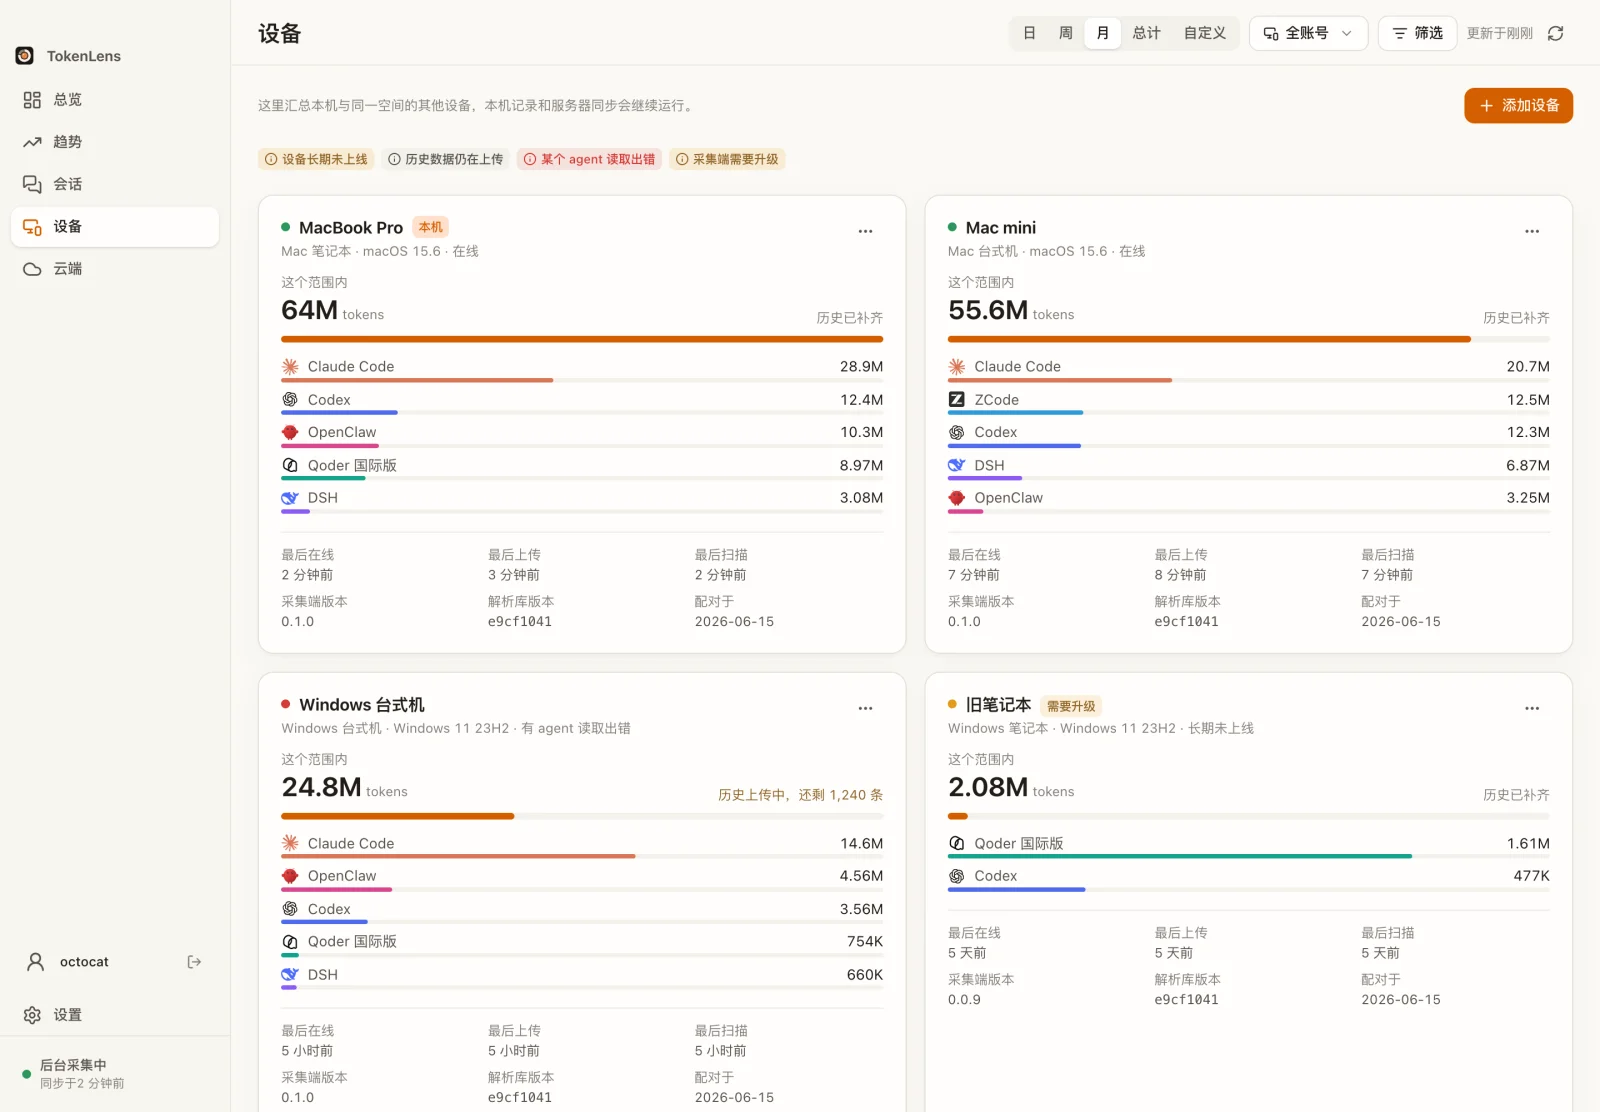 TokenLens
总览
趋势
会话
设备
云端
octocat
设置
后台采集中
同步于2 分钟前
设备
日 周 月 总计 自定义 全账号 筛选 更新于刚刚
这里汇总本机与同一空间的其他设备，本机记录和服务器同步会继续运行。
添加设备
设备长期未上线 历史数据仍在上传 某个 agent 读取出错 采集端需要升级
MacBook Pro 本机
Mac 笔记本 · macOS 15.6 · 在线
这个范围内
64M tokens 历史已补齐
Claude Code 28.9M
Codex 12.4M
OpenClaw 10.3M
Qoder 国际版 8.97M
DSH 3.08M
最后在线 最后上传 最后扫描
2 分钟前 3 分钟前 2 分钟前
采集端版本 解析库版本 配对于
0.1.0 e9cf1041 2026-06-15
Mac mini
Mac 台式机 · macOS 15.6 · 在线
这个范围内
55.6M tokens 历史已补齐
Claude Code 20.7M
ZCode 12.5M
Codex 12.3M
DSH 6.87M
OpenClaw 3.25M
最后在线 最后上传 最后扫描
7 分钟前 8 分钟前 7 分钟前
采集端版本 解析库版本 配对于
0.1.0 e9cf1041 2026-06-15
Windows 台式机
Windows 台式机 · Windows 11 23H2 · 有 agent 读取出错
这个范围内
24.8M tokens 历史上传中，还剩 1,240 条
Claude Code 14.6M
OpenClaw 4.56M
Codex 3.56M
Qoder 国际版 754K
DSH 660K
最后在线 最后上传 最后扫描
5 小时前 5 小时前 5 小时前
采集端版本 解析库版本 配对于
0.1.0 e9cf1041 2026-06-15
旧笔记本 需要升级
Windows 笔记本 · Windows 11 23H2 · 长期未上线
这个范围内
2.08M tokens 历史已补齐
Qoder 国际版 1.61M
Codex 477K
最后在线 最后上传 最后扫描
5 天前 5 天前 5 天前
采集端版本 解析库版本 配对于
0.0.9 e9cf1041 2026-06-15